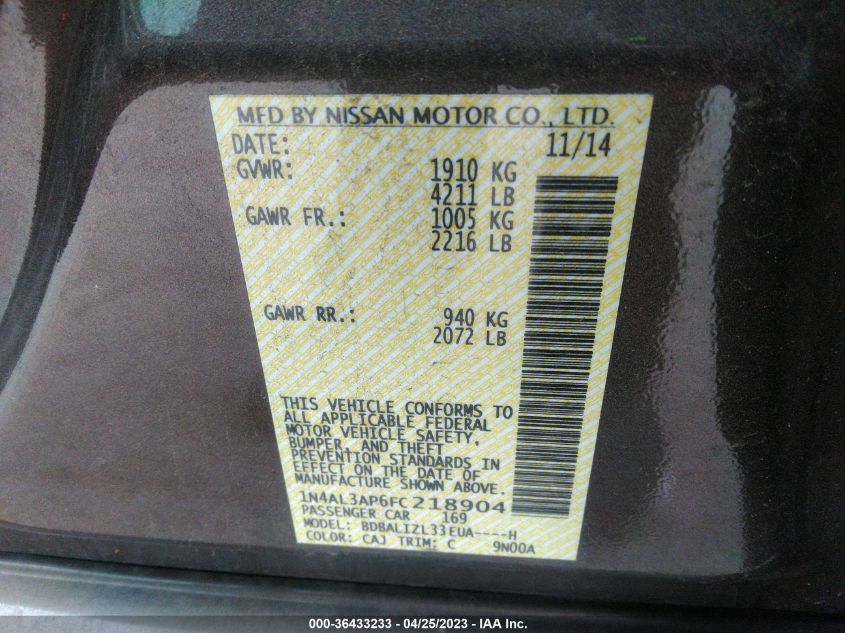 MFD BY NISSAN MOTOR CO., LTD.
DATE: 11/14
GVWR: 1910 KG
4211 LB
GAWR FR.: 1005 KG
2216 LB
GAWR RR.: 940 KG
2072 LB
THIS VEHICLE CONFORMS TO
ALL APPLICABLE FEDERAL
MOTOR VEHICLE SAFETY,
BUMPER, AND THEFT
PREVENTION STANDARDS IN
EFFECT ON THE DATE OF
MANUFACTURE SHOWN ABOVE.
1N4AL3AP6FC218904
PASSENGER CAR 169
MODEL: BDBALIZL33EUA----H
COLOR: CAJ TRIM: C 9N00A
000-36433233 - 04/25/2023 - IAA Inc.